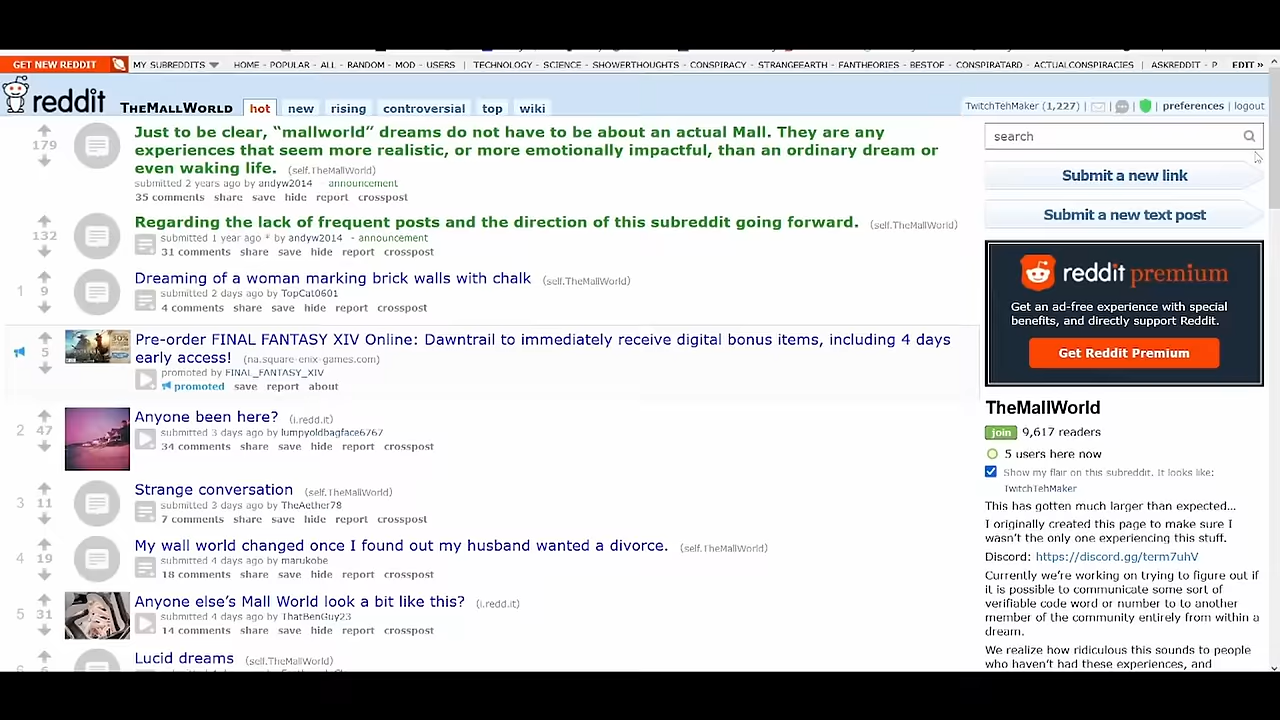 GET NEW REDDIT MY SUBREDDITS HOME - POPULAR - ALL - RANDOM - MOD - USERS | TECHNOLOGY - SCIENCE - SHOWERTHOUGHTS - CONSPIRACY - STRANGEEARTH - FANTHEORIES - BESTOF - CONSPIRATARD - ACTUALCONSPIRACIES | ASKREDDIT - P EDIT »
reddit THEMALLWORLD hot new rising controversial top wiki
TwitchTehMaker (1,227) | | | | preferences | logout
179
Just to be clear, “mallworld” dreams do not have to be about an actual Mall. They are any
experiences that seem more realistic, or more emotionally impactful, than an ordinary dream or
even waking life. (self.TheMallWorld)
submitted 2 years ago by andyw2014 announcement
35 comments share save hide report crosspost
132
Regarding the lack of frequent posts and the direction of this subreddit going forward. (self.TheMallWorld)
submitted 1 year ago * by andyw2014 - announcement
31 comments share save hide report crosspost
1 9
Dreaming of a woman marking brick walls with chalk (self.TheMallWorld)
submitted 2 days ago by TopCat0601
4 comments share save hide report crosspost
5
Pre-order FINAL FANTASY XIV Online: Dawntrail to immediately receive digital bonus items, including 4 days
early access! (na.square-enix-games.com)
promoted by FINAL_FANTASY_XIV
promoted save report about
2 47
Anyone been here? (i.redd.it)
submitted 3 days ago by lumpyoldbagface6767
34 comments share save hide report crosspost
3 11
Strange conversation (self.TheMallWorld)
submitted 3 days ago by TheAether78
7 comments share save hide report crosspost
4 19
My wall world changed once I found out my husband wanted a divorce. (self.TheMallWorld)
submitted 4 days ago by marukobe
18 comments share save hide report crosspost
5 31
Anyone else’s Mall World look a bit like this? (i.redd.it)
submitted 4 days ago by ThatBenGuy23
14 comments share save hide report crosspost
Lucid dreams (self.TheMallWorld)
search
Submit a new link
Submit a new text post
reddit premium
Get an ad-free experience with special
benefits, and directly support Reddit.
Get Reddit Premium
TheMallWorld
join 9,617 readers
5 users here now
Show my flair on this subreddit. It looks like:
TwitchTehMaker
This has gotten much larger than expected...
I originally created this page to make sure I
wasn't the only one experiencing this stuff.
Discord: https://discord.gg/term7uhV
Currently we're working on trying to figure out if
it is possible to communicate some sort of
verifiable code word or number to to another
member of the community entirely from within a
dream.
We realize how ridiculous this sounds to people
who haven't had these experiences, and